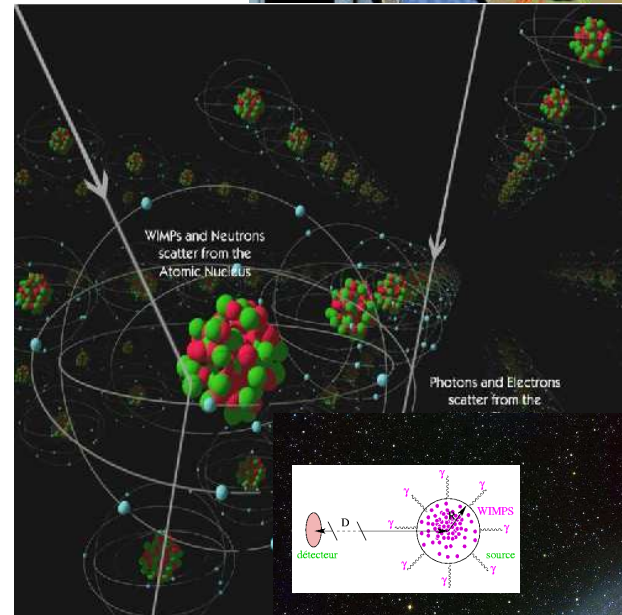 WIMPs and Neutrons
scatter from the
Atomic Nucleus
Photons and Electrons
scatter from the
γ
γ
γ
D
R
WIMPS
γ
γ
détecteur
source
γ
γ
γ